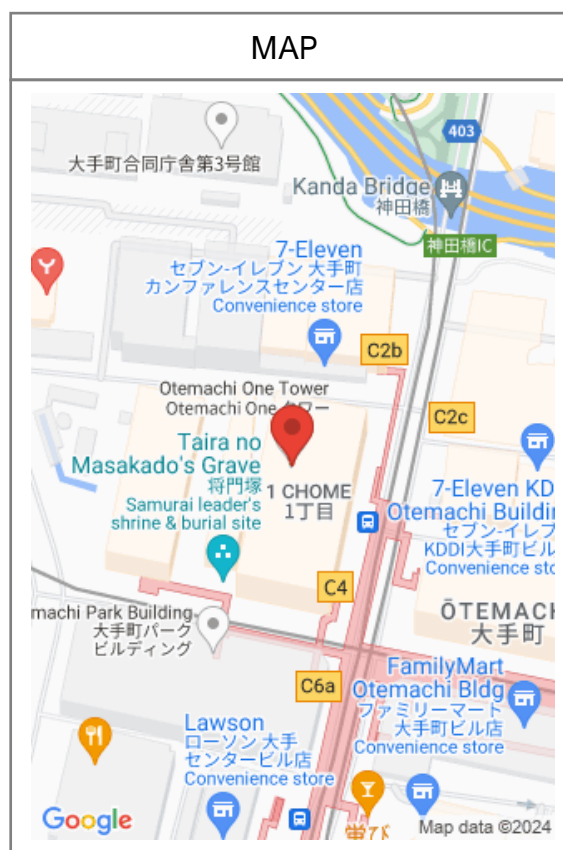 MAP
403
大手町合同庁舎第3号館
Kanda Bridge
神田橋
神田橋IC
7-Eleven
セブン-イレブン 大手町
カンファレンスセンター店
Convenience store
C2b
Otemachi One Tower
Otemachi One タワー
C2c
Taira no
Masakado's Grave
将門塚
Samurai leader's
shrine & burial site
1 CHOME
1丁目
7-Eleven KD
Otemachi Buildin
セブン-イレブ
KDDI大手町ビル
Convenience sto
C4
ŌTEMACH
大手町
machi Park Building
大手町パーク
ビルディング
C6a
FamilyMart
Otemachi Bldg
ファミリーマート
大手町ビル店
Convenience store
Lawson
ローソン 大手
センタービル店
Convenience store
Google
Map data ©2024